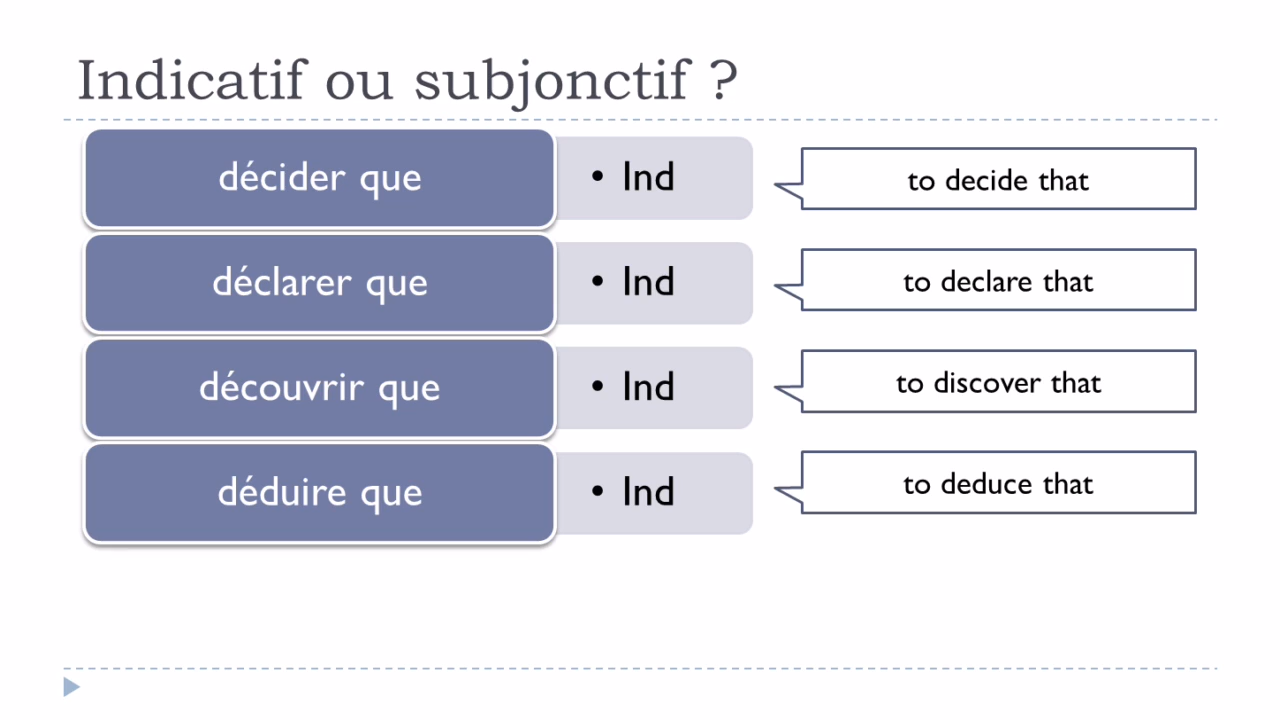 Indicatif ou subjonctif ?
décider que • Ind to decide that
déclarer que • Ind to declare that
découvrir que • Ind to discover that
déduire que • Ind to deduce that